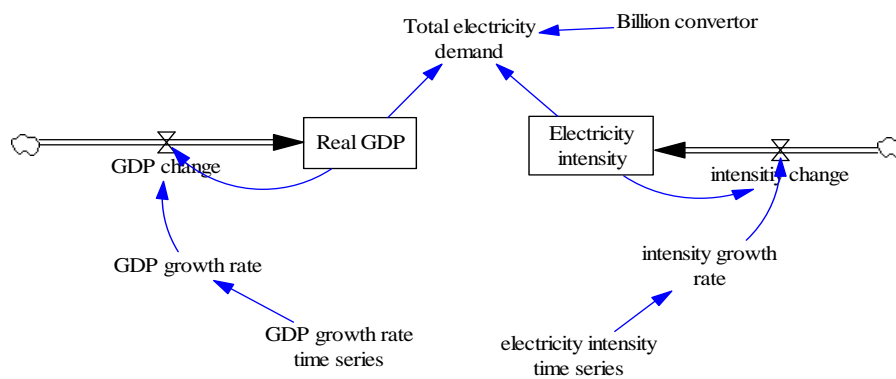 Total electricity
demand
Billion convertor
Real GDP
Electricity
intensity
GDP change
intensitiy change
GDP growth rate
intensity growth
rate
GDP growth rate
time series
electricity intensity
time series